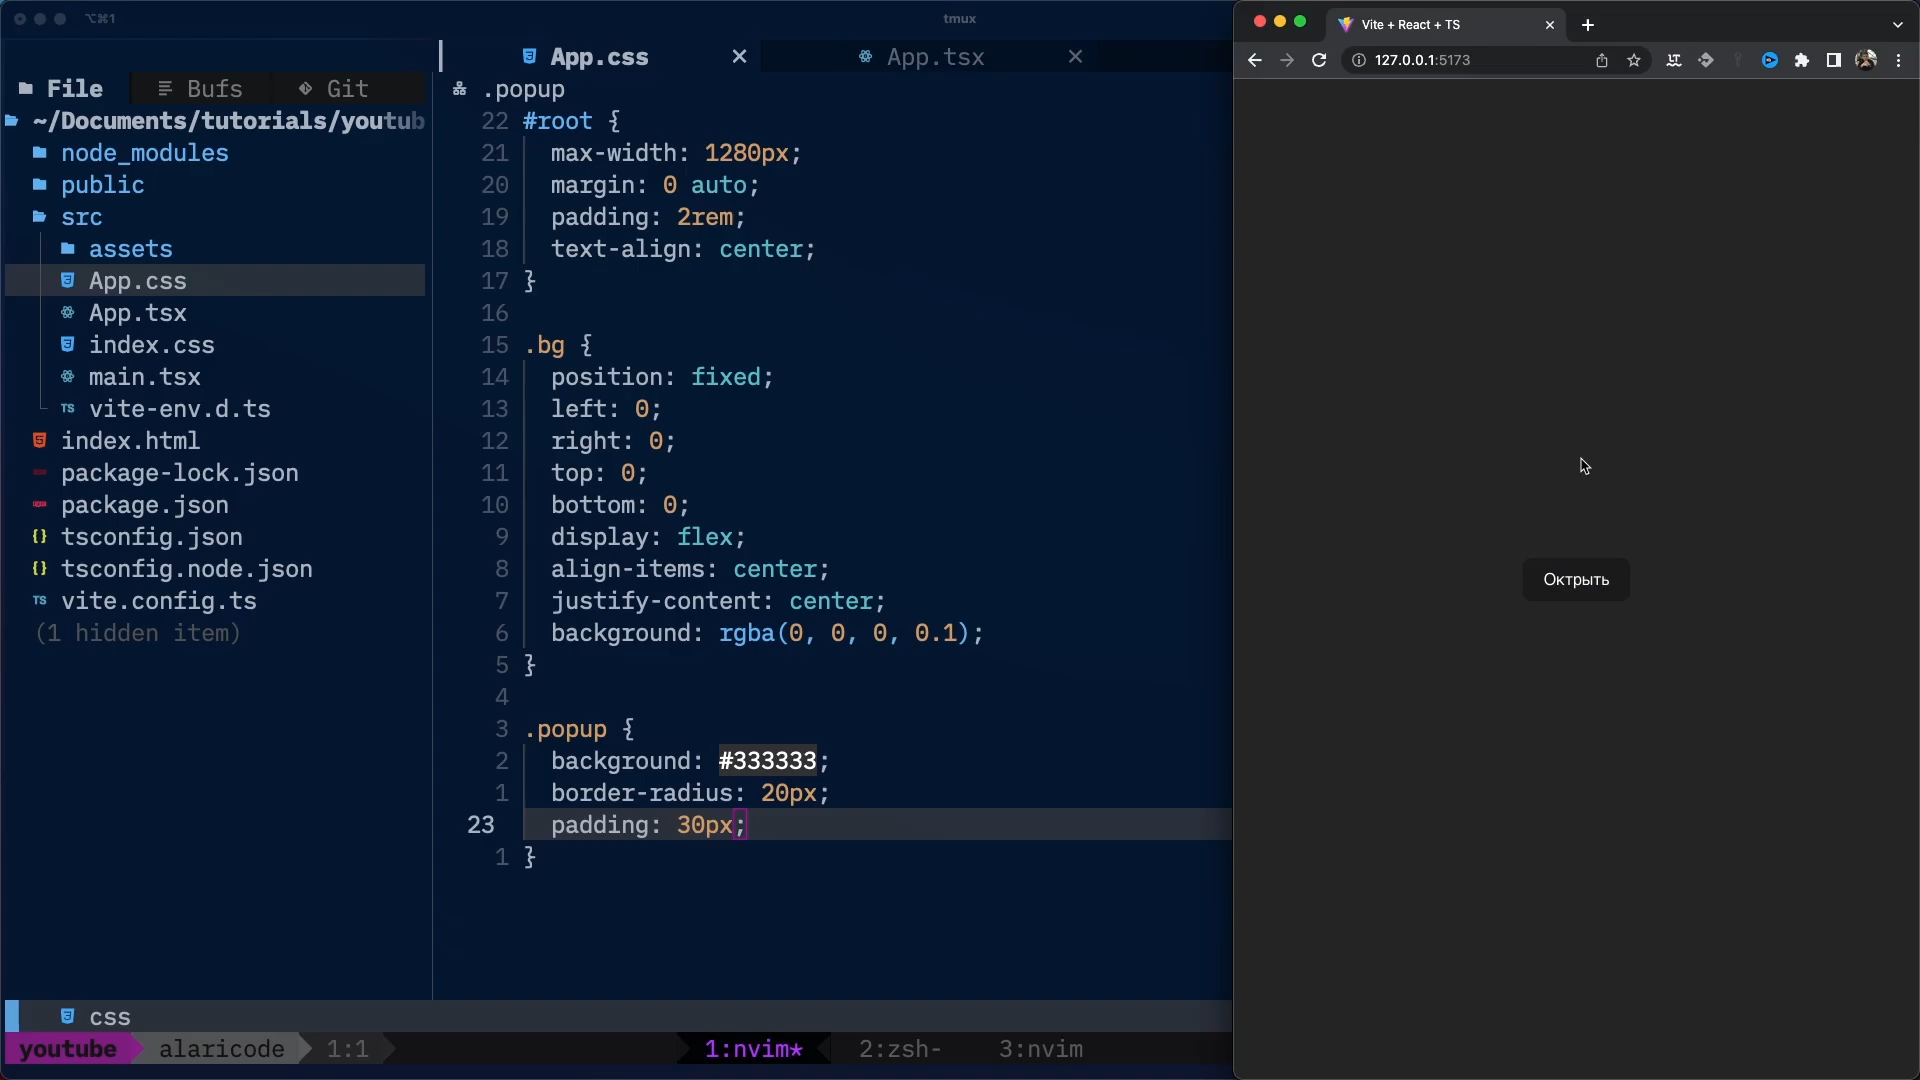 ⌥⌘1
tmux
File
Bufs
Git
~/Documents/tutorials/youtub
node_modules
public
src
assets
App.css
App.tsx
index.css
main.tsx
TS vite-env.d.ts
index.html
package-lock.json
package.json
{} tsconfig.json
{} tsconfig.node.json
TS vite.config.ts
(1 hidden item)
App.css ×
App.tsx ×
.popup
22 #root {
21 max-width: 1280px;
20 margin: 0 auto;
19 padding: 2rem;
18 text-align: center;
17 }
16
15 .bg {
14 position: fixed;
13 left: 0;
12 right: 0;
11 top: 0;
10 bottom: 0;
9 display: flex;
8 align-items: center;
7 justify-content: center;
6 background: rgba(0, 0, 0, 0.1);
5 }
4
3 .popup {
2 background: #333333;
1 border-radius: 20px;
23 padding: 30px;
1 }
css
youtube alaricode 1:1 1:nvim* 2:zsh- 3:nvim
Vite + React + TS
127.0.0.1:5173
Октрыть